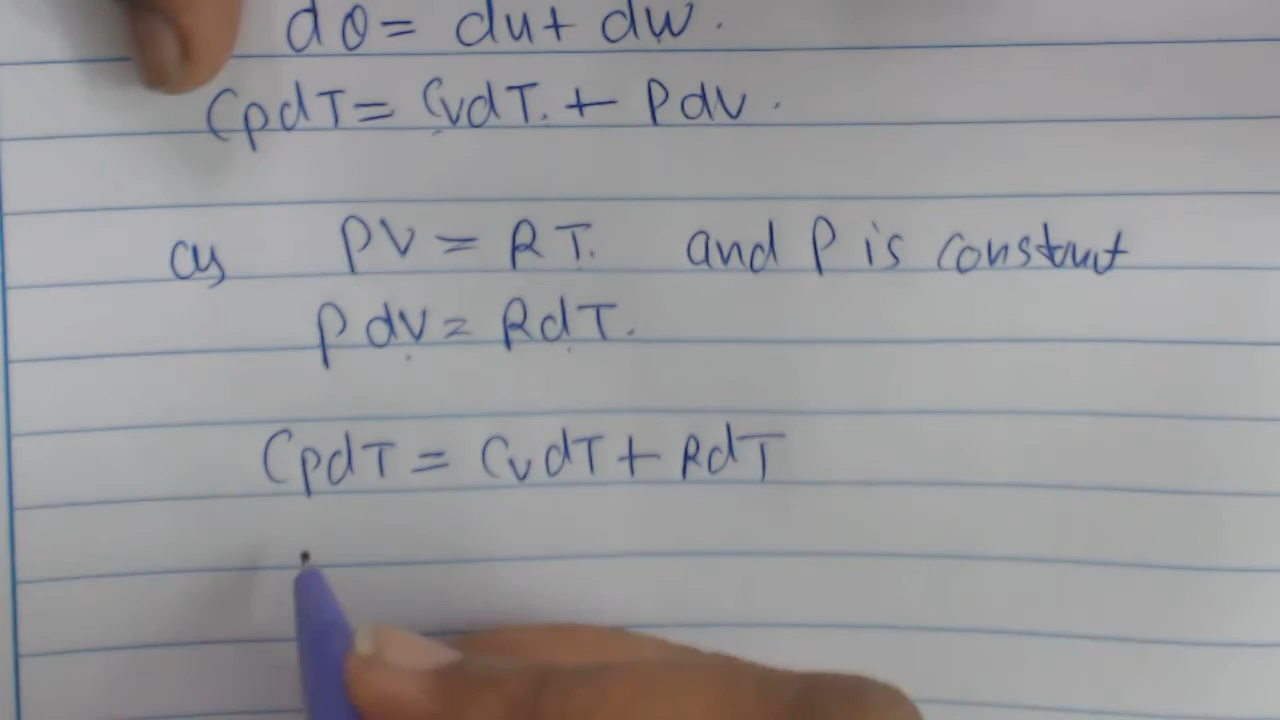 dQ = du + dw.
CpdT = CvdT. + Pdv.
as PV = RT. and P is constant
Pdv = RdT.
CpdT = CvdT + RdT